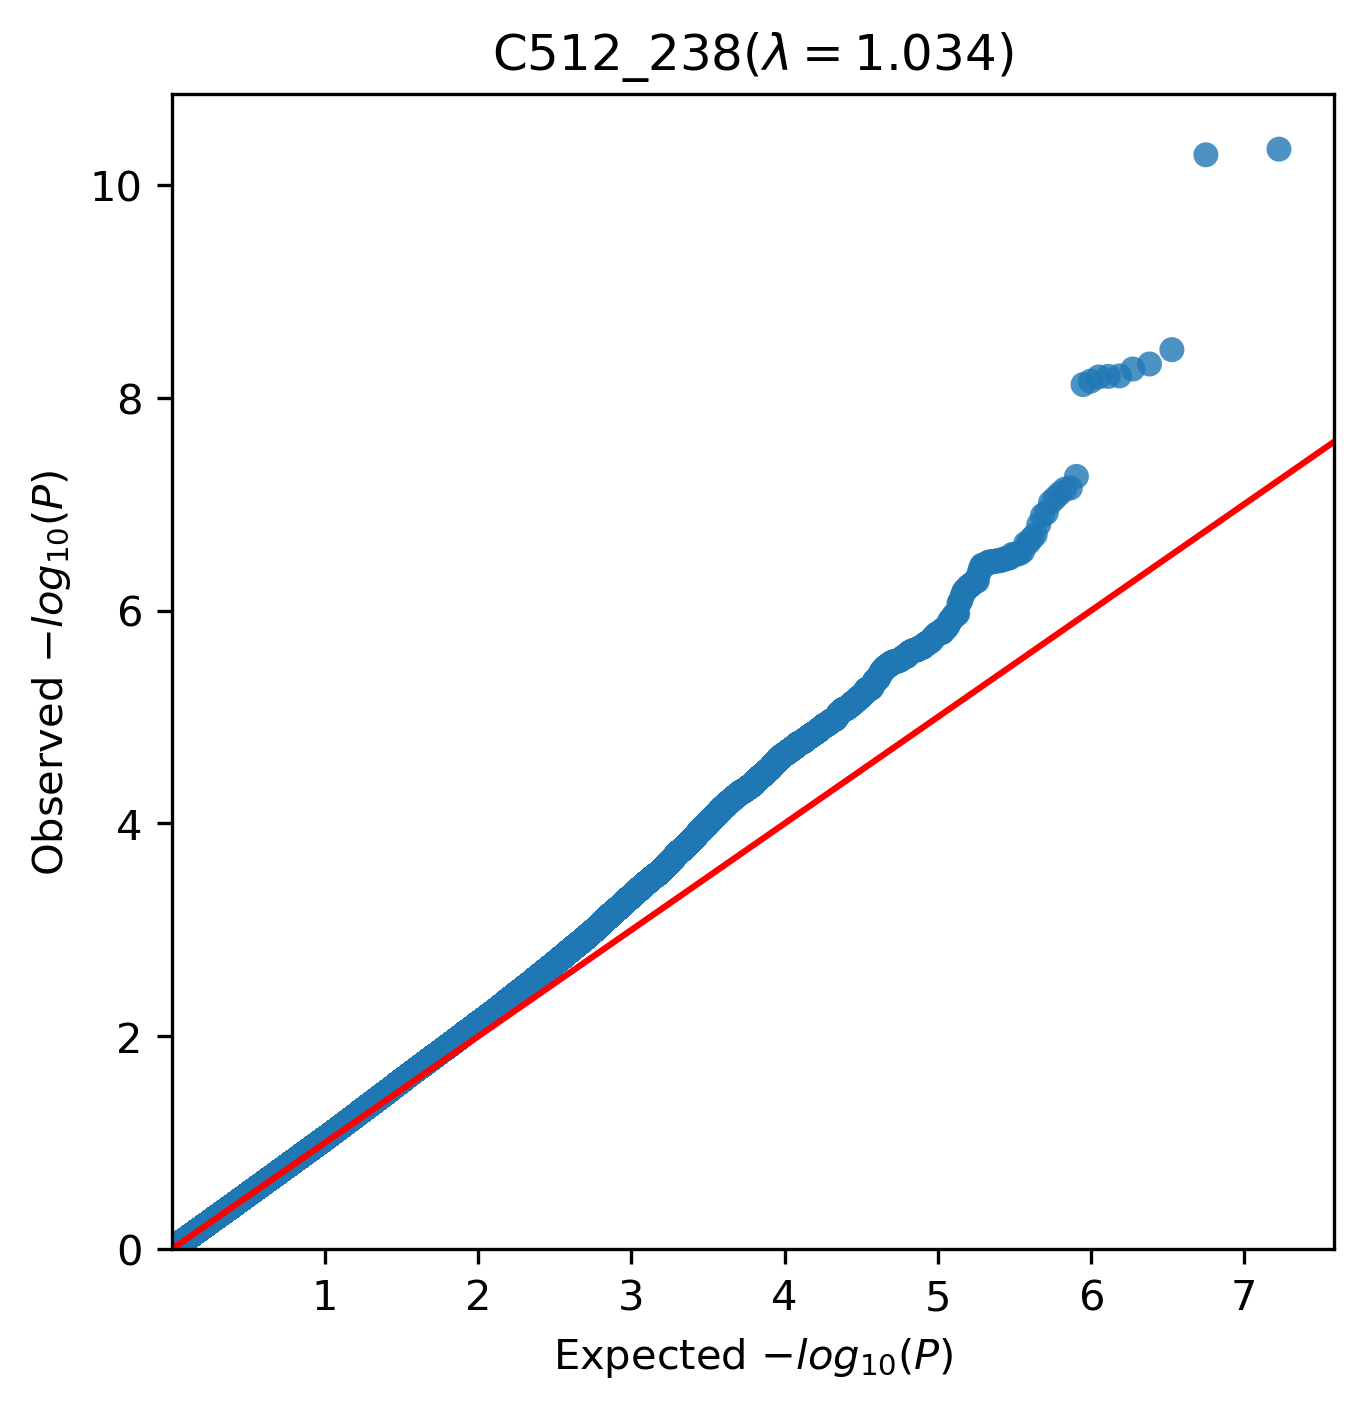 C512_238(λ = 1.034)
Observed −log₁₀(P)
10
8
6
4
2
0
1 2 3 4 5 6 7
Expected −log₁₀(P)